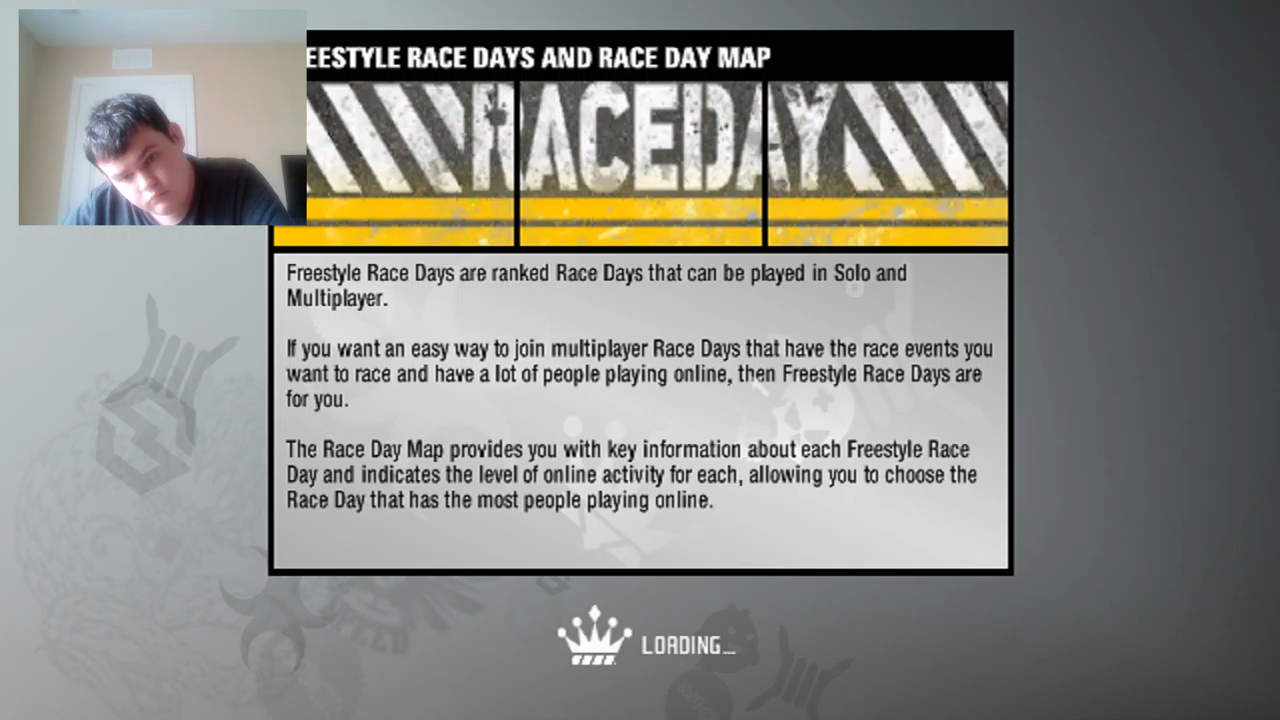 EESTYLE RACE DAYS AND RACE DAY MAP
RACEDAY
Freestyle Race Days are ranked Race Days that can be played in Solo and
Multiplayer.
If you want an easy way to join multiplayer Race Days that have the race events you
want to race and have a lot of people playing online, then Freestyle Race Days are
for you.
The Race Day Map provides you with key information about each Freestyle Race
Day and indicates the level of online activity for each, allowing you to choose the
Race Day that has the most people playing online.
LOADING...